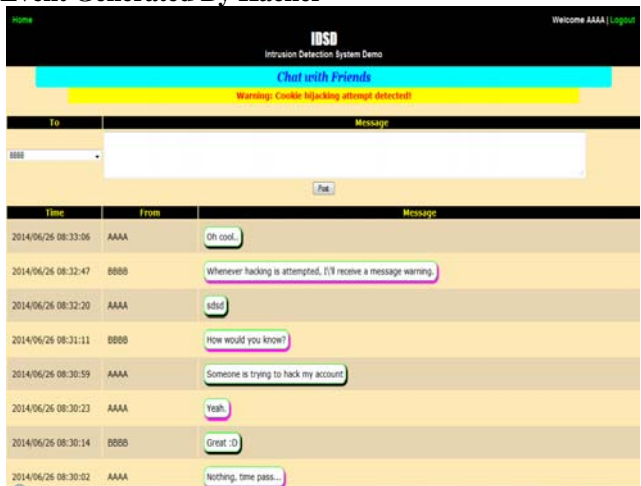 Event Generated By Hacker
Home
Welcome AAAA | Logout
IDSD
Intrusion Detection System Demo
Chat with Friends
Warning: Cookie hijacking attempt detected!
To Message
BBBB
Post
Time From Message
2014/06/26 08:33:06 AAAA Oh cool..
2014/06/26 08:32:47 BBBB Whenever hacking is attempted, I\'ll receive a message warning.
2014/06/26 08:32:20 AAAA sdsd
2014/06/26 08:31:11 BBBB How would you know?
2014/06/26 08:30:59 AAAA Someone is trying to hack my account
2014/06/26 08:30:23 AAAA Yeah.
2014/06/26 08:30:14 BBBB Great :D
2014/06/26 08:30:02 AAAA Nothing, time pass...